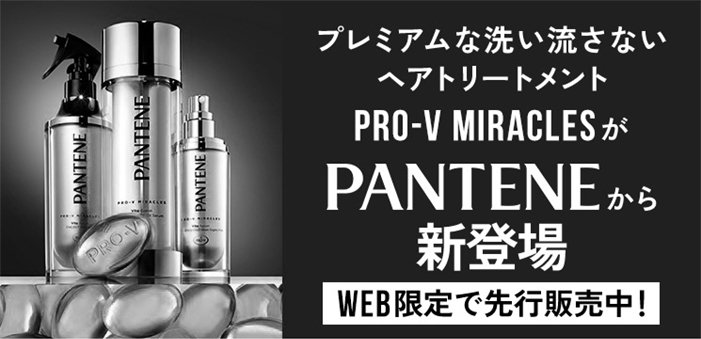 プレミアムな洗い流さない
ヘアトリートメント
PRO-V MIRACLESが
PANTENEから
新登場
WEB限定で先行販売中!
PANTENE
PRO-V MIRACLES
PANTENE
PRO-V MIRACLES
PANTENE
PRO-V